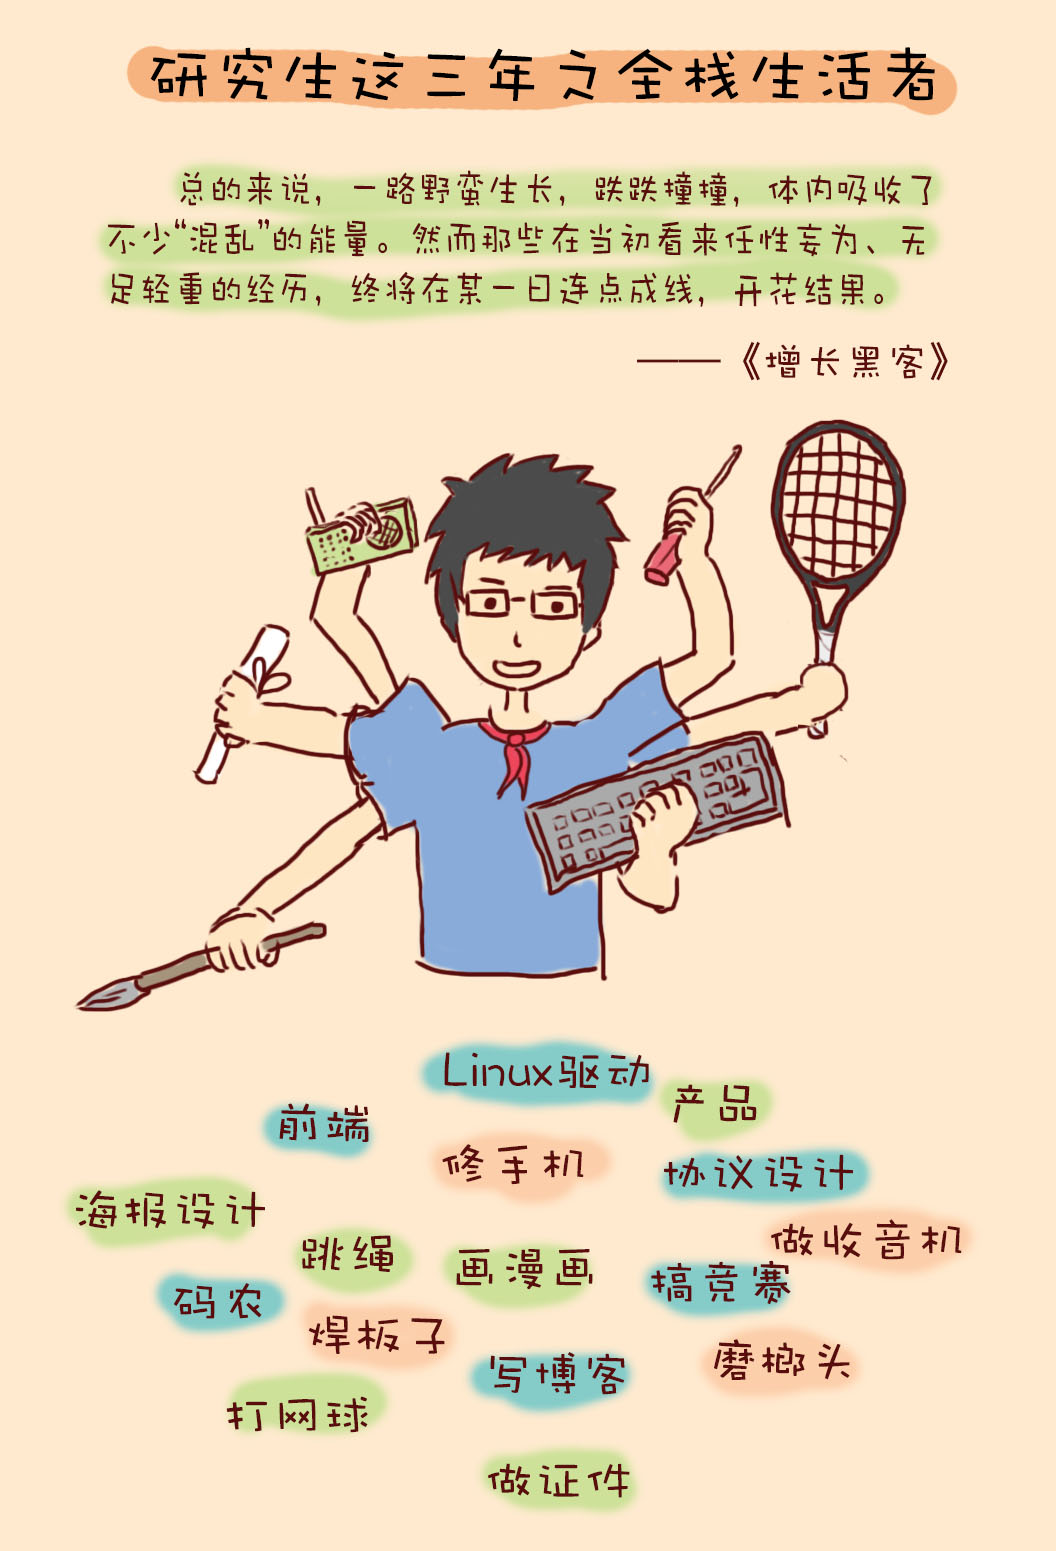 研究生这三年之全栈生活者
总的来说，一路野蛮生长，跌跌撞撞，体内吸收了
不少“混乱”的能量。然而那些在当初看来任性妄为、无
足轻重的经历，终将在某一日连点成线，开花结果。
——《增长黑客》
Linux驱动
产品
前端
修手机
协议设计
海报设计
做收音机
跳绳
画漫画
搞竞赛
码农
焊板子
磨榔头
写博客
打网球
做证件